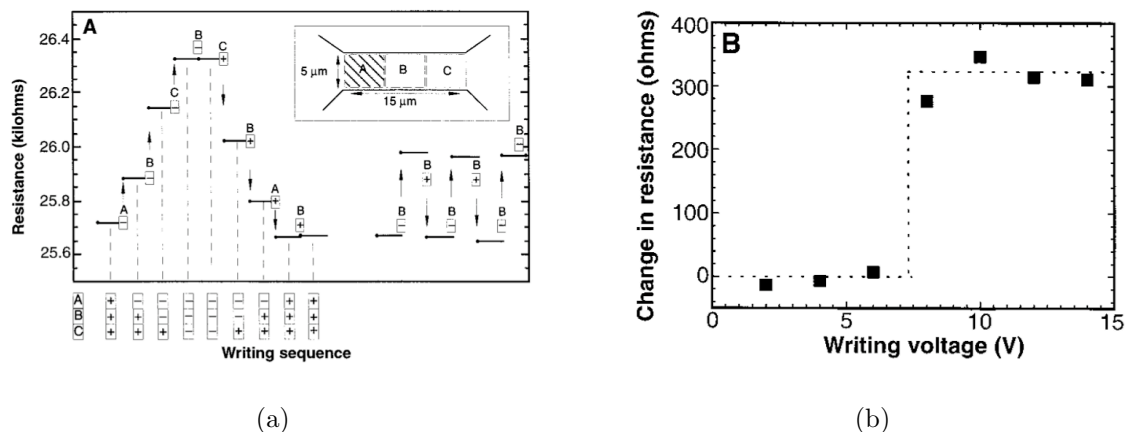 A
Resistance (kilohms)
26.4
26.2
26.0
25.8
25.6
A
−
B
−
C
−
B
−
C
+
B
+
A
+
B
+
B
−
B
+
B
−
B
+
B
−
B
−
5 μm
A
B
C
15 μm
A + − − − − − − + +
B + + − − − − + + +
C + + + − − + + + +
Writing sequence
(a)
B
Change in resistance (ohms)
400
300
200
100
0
0
5
10
15
Writing voltage (V)
(b)